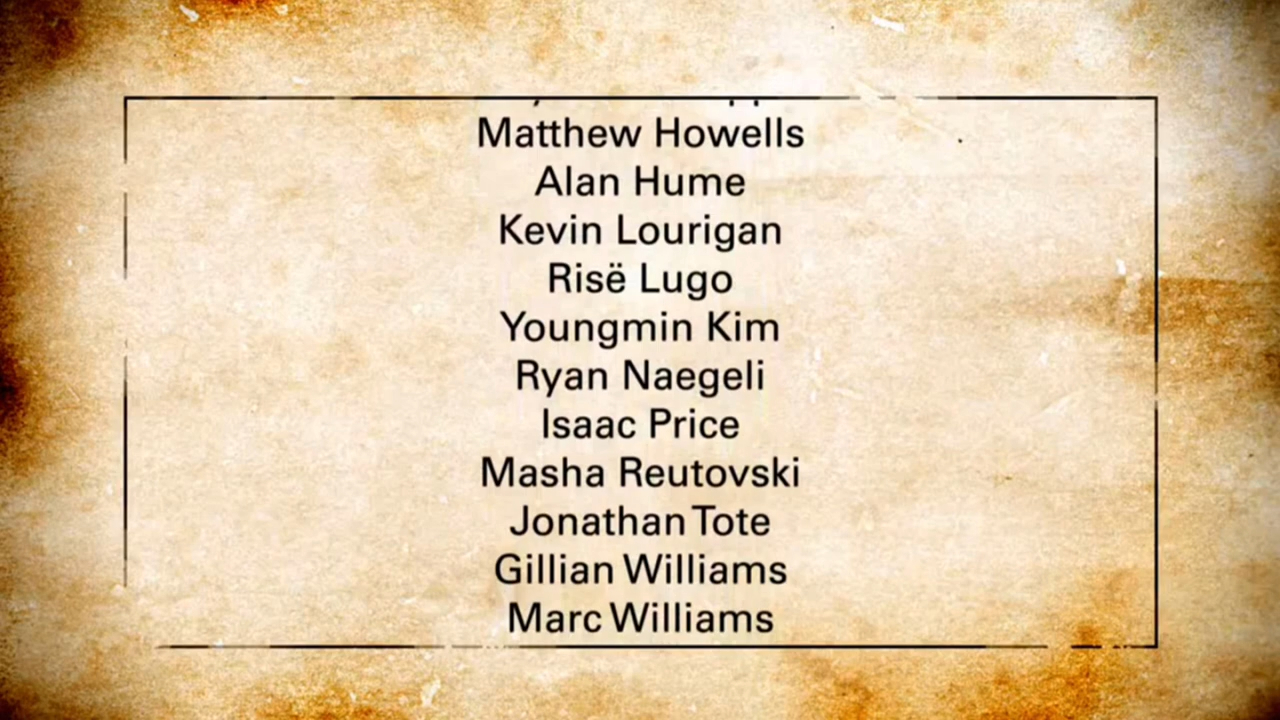 Matthew Howells
Alan Hume
Kevin Lourigan
Risë Lugo
Youngmin Kim
Ryan Naegeli
Isaac Price
Masha Reutovski
Jonathan Tote
Gillian Williams
Marc Williams